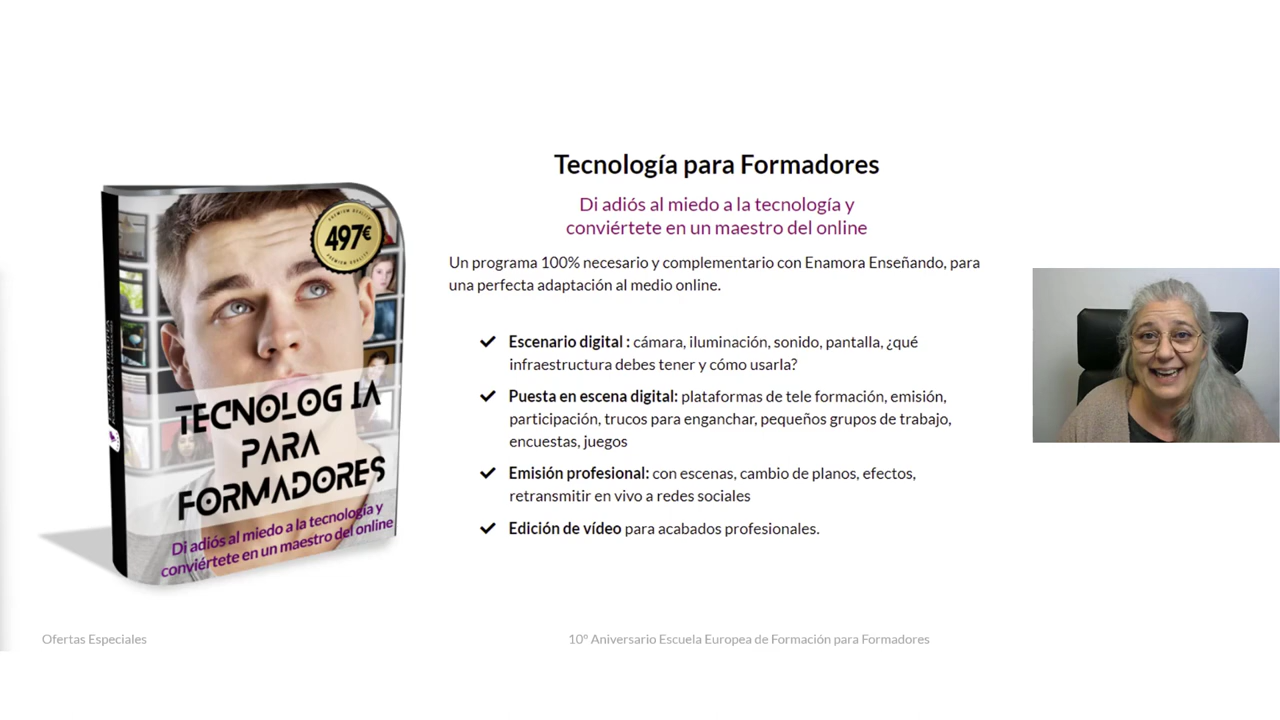 Tecnología para Formadores
Di adiós al miedo a la tecnología y
conviértete en un maestro del online
Un programa 100% necesario y complementario con Enamora Enseñando, para
una perfecta adaptación al medio online.
Escenario digital : cámara, iluminación, sonido, pantalla, ¿qué
infraestructura debes tener y cómo usarla?
Puesta en escena digital: plataformas de tele formación, emisión,
participación, trucos para enganchar, pequeños grupos de trabajo,
encuestas, juegos
Emisión profesional: con escenas, cambio de planos, efectos,
retransmitir en vivo a redes sociales
Edición de vídeo para acabados profesionales.
PREMIUM QUALITY
497€
PREMIUM QUALITY
TECNOLOGIA
PARA
FORMADORES
Di adiós al miedo a la tecnología y
conviértete en un maestro del online
Ofertas Especiales
10º Aniversario Escuela Europea de Formación para Formadores